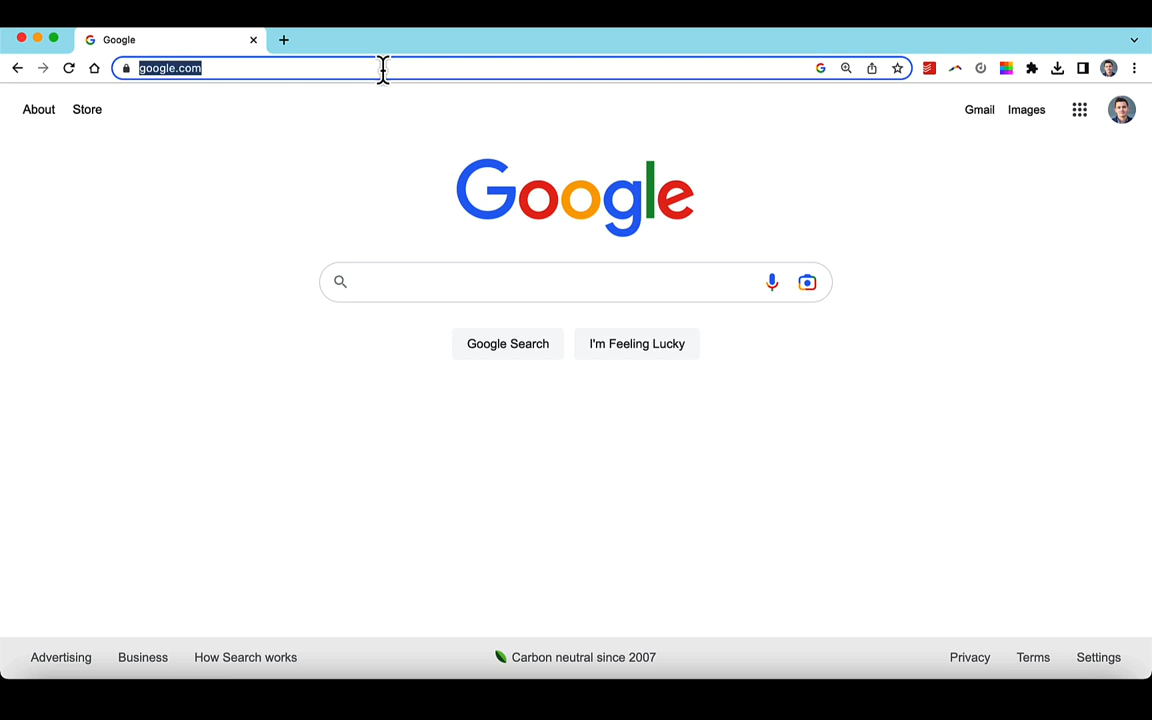 Google
google.com
About Store
Gmail Images
Google
Google Search I'm Feeling Lucky
Advertising Business How Search works
Carbon neutral since 2007
Privacy Terms Settings